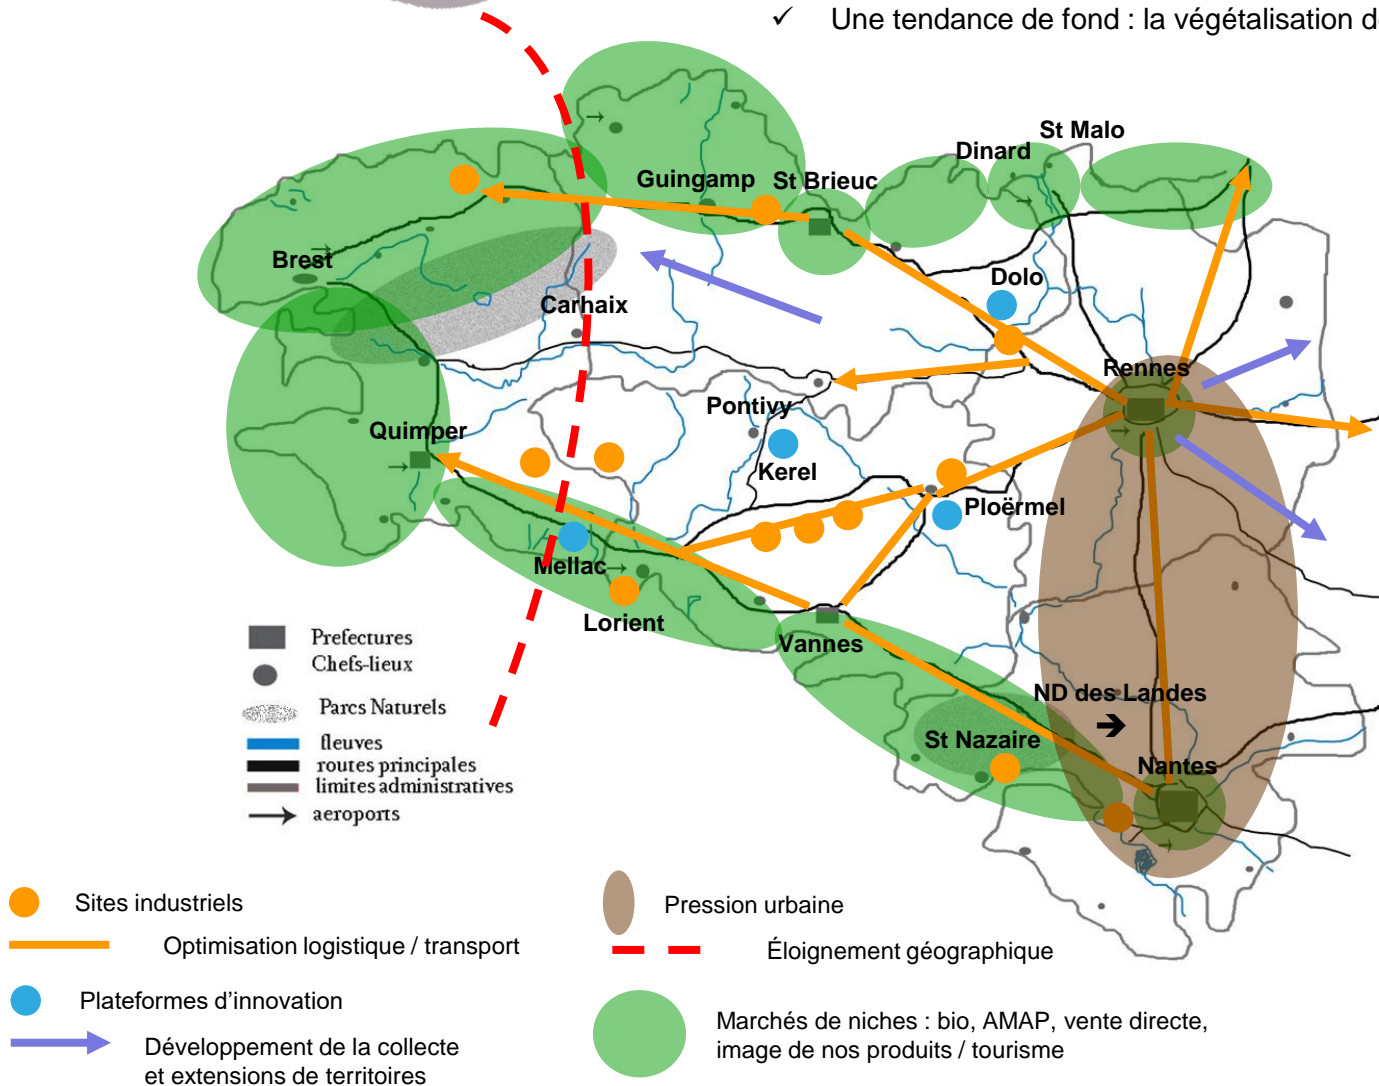 ✓ Une tendance de fond : la végétalisation d
St Malo
Dinard
Guingamp
St Brieuc
Brest
Dolo
Carhaix
Rennes
Pontivy
Quimper
Kerel
Ploërmel
Mellac
Lorient
Vannes
ND des Landes
St Nazaire
Nantes
Prefectures
Chefs-lieux
Parcs Naturels
fleuves
routes principales
limites administratives
aeroports
Sites industriels
Optimisation logistique / transport
Plateformes d’innovation
Développement de la collecte
et extensions de territoires
Pression urbaine
Éloignement géographique
Marchés de niches : bio, AMAP, vente directe,
image de nos produits / tourisme